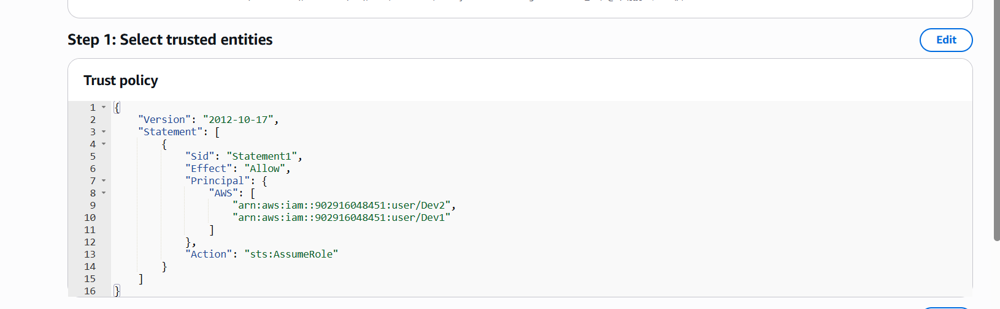 Step 1: Select trusted entities
Edit
Trust policy
1 {
2 "Version": "2012-10-17",
3 "Statement": [
4 {
5 "Sid": "Statement1",
6 "Effect": "Allow",
7 "Principal": {
8 "AWS": [
9 "arn:aws:iam::902916048451:user/Dev2",
10 "arn:aws:iam::902916048451:user/Dev1"
11 ]
12 },
13 "Action": "sts:AssumeRole"
14 }
15 ]
16 }